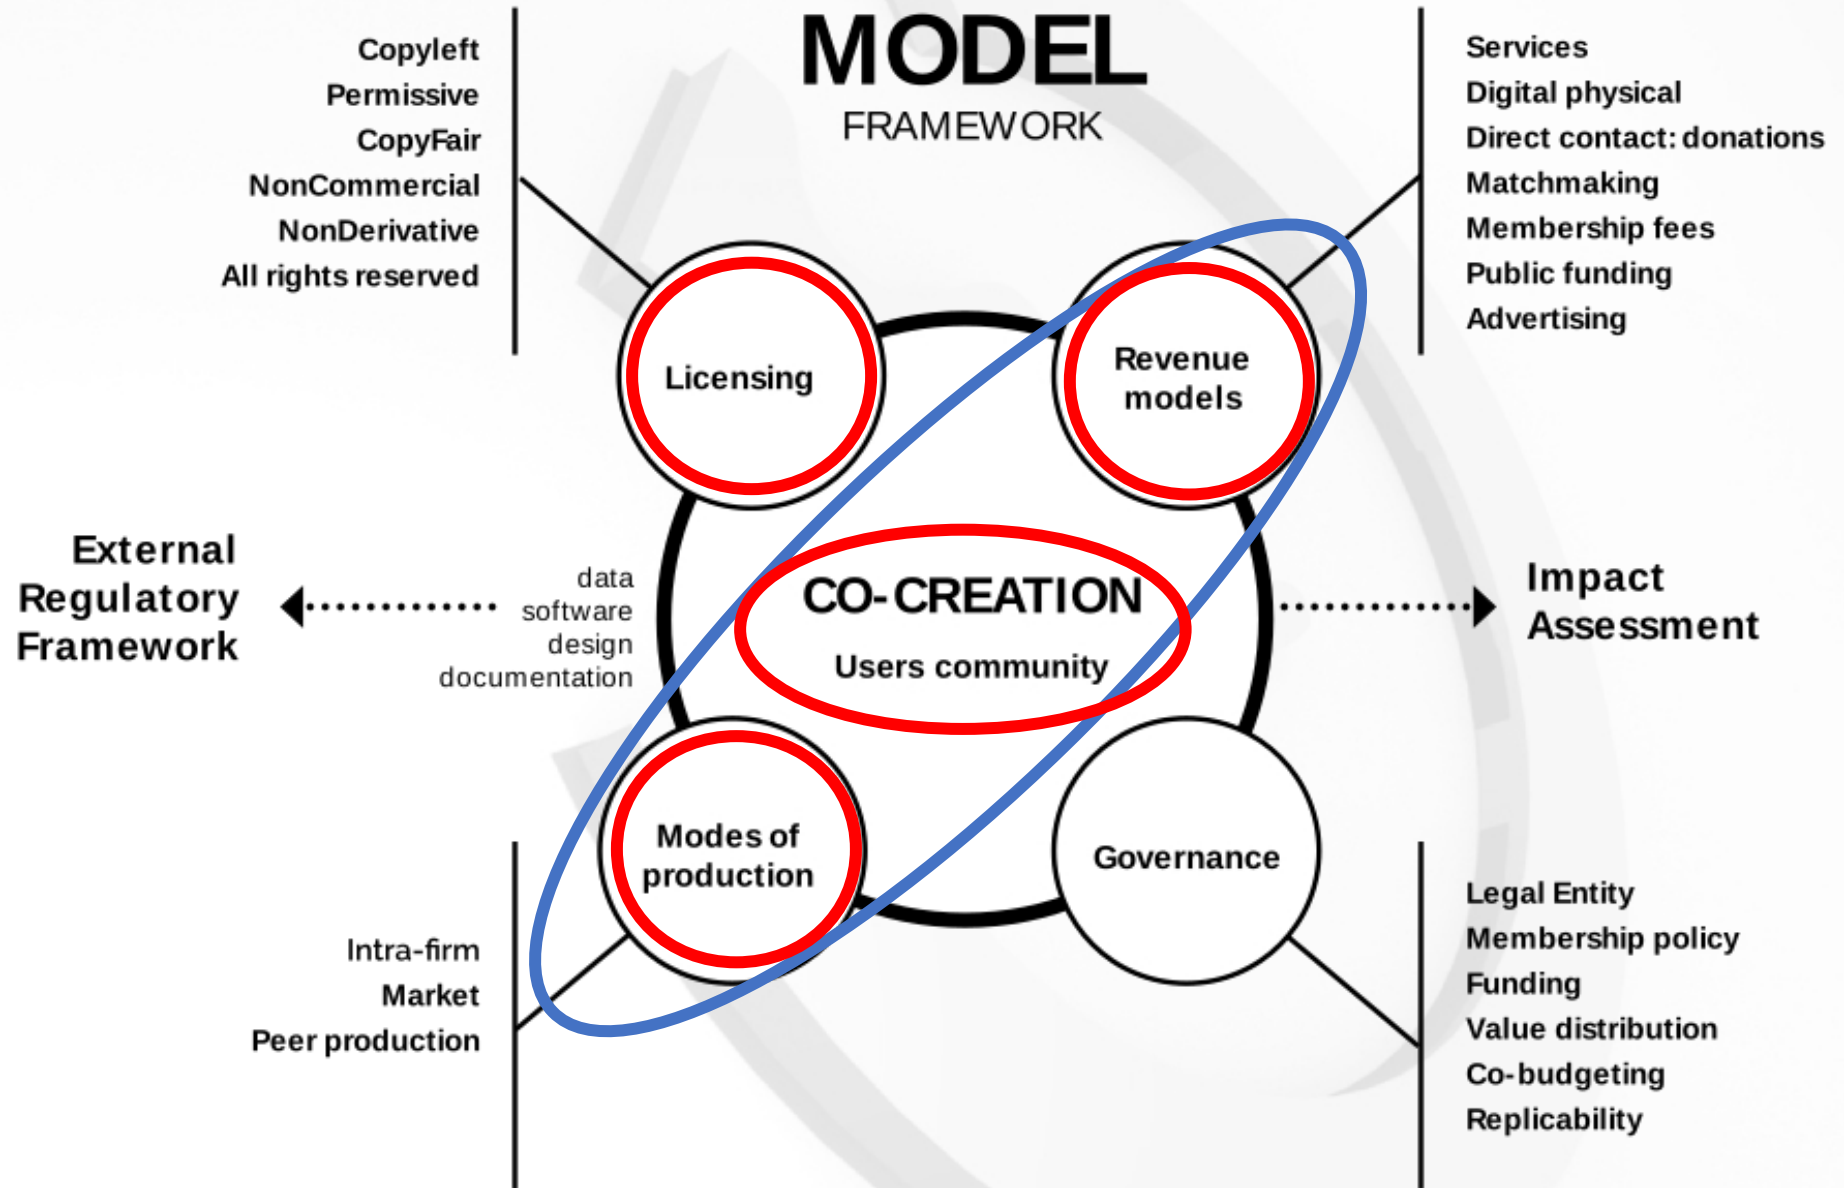 MODEL
FRAMEWORK
Copyleft
Permissive
CopyFair
NonCommercial
NonDerivative
All rights reserved
Services
Digital physical
Direct contact: donations
Matchmaking
Membership fees
Public funding
Advertising
Licensing
Revenue
models
External
Regulatory
Framework
data
software
design
documentation
CO-CREATION
Users community
Impact
Assessment
Modes of
production
Governance
Intra-firm
Market
Peer production
Legal Entity
Membership policy
Funding
Value distribution
Co-budgeting
Replicability